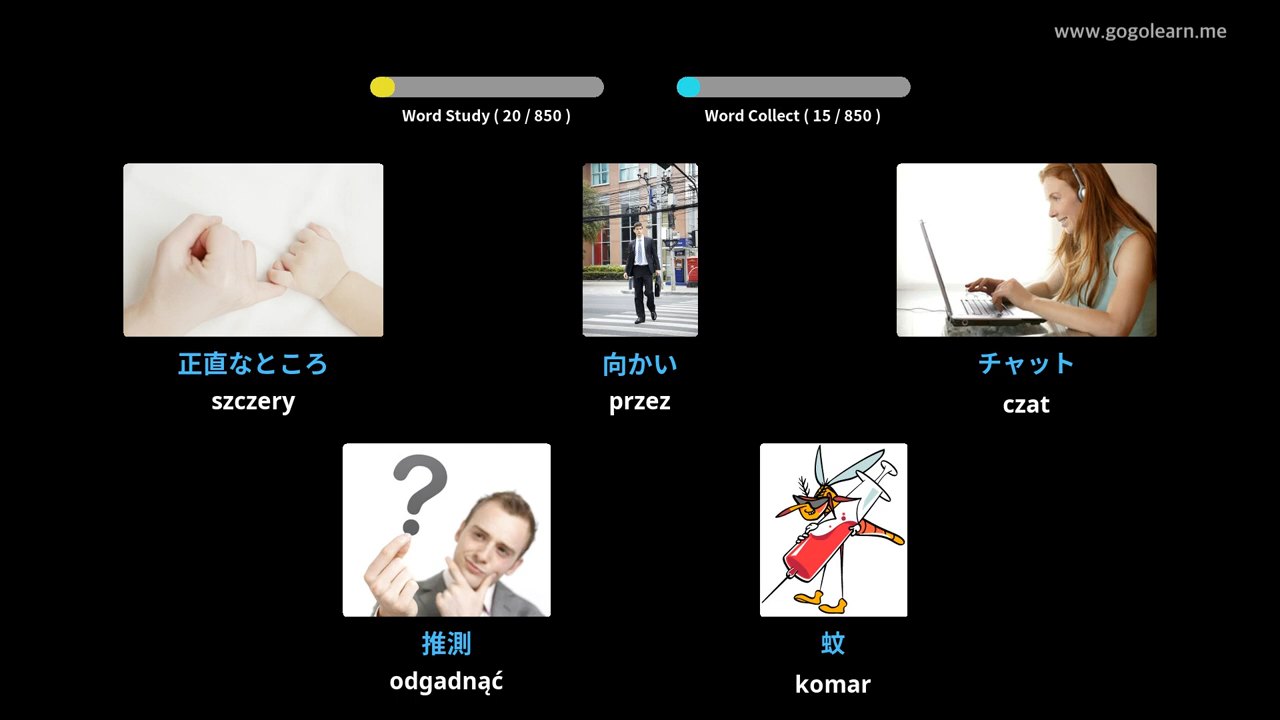 www.gogolearn.me
Word Study ( 20 / 850 )
Word Collect ( 15 / 850 )
正直なところ
szczery
向かい
przez
チャット
czat
推測
odgadnąć
蚊
komar